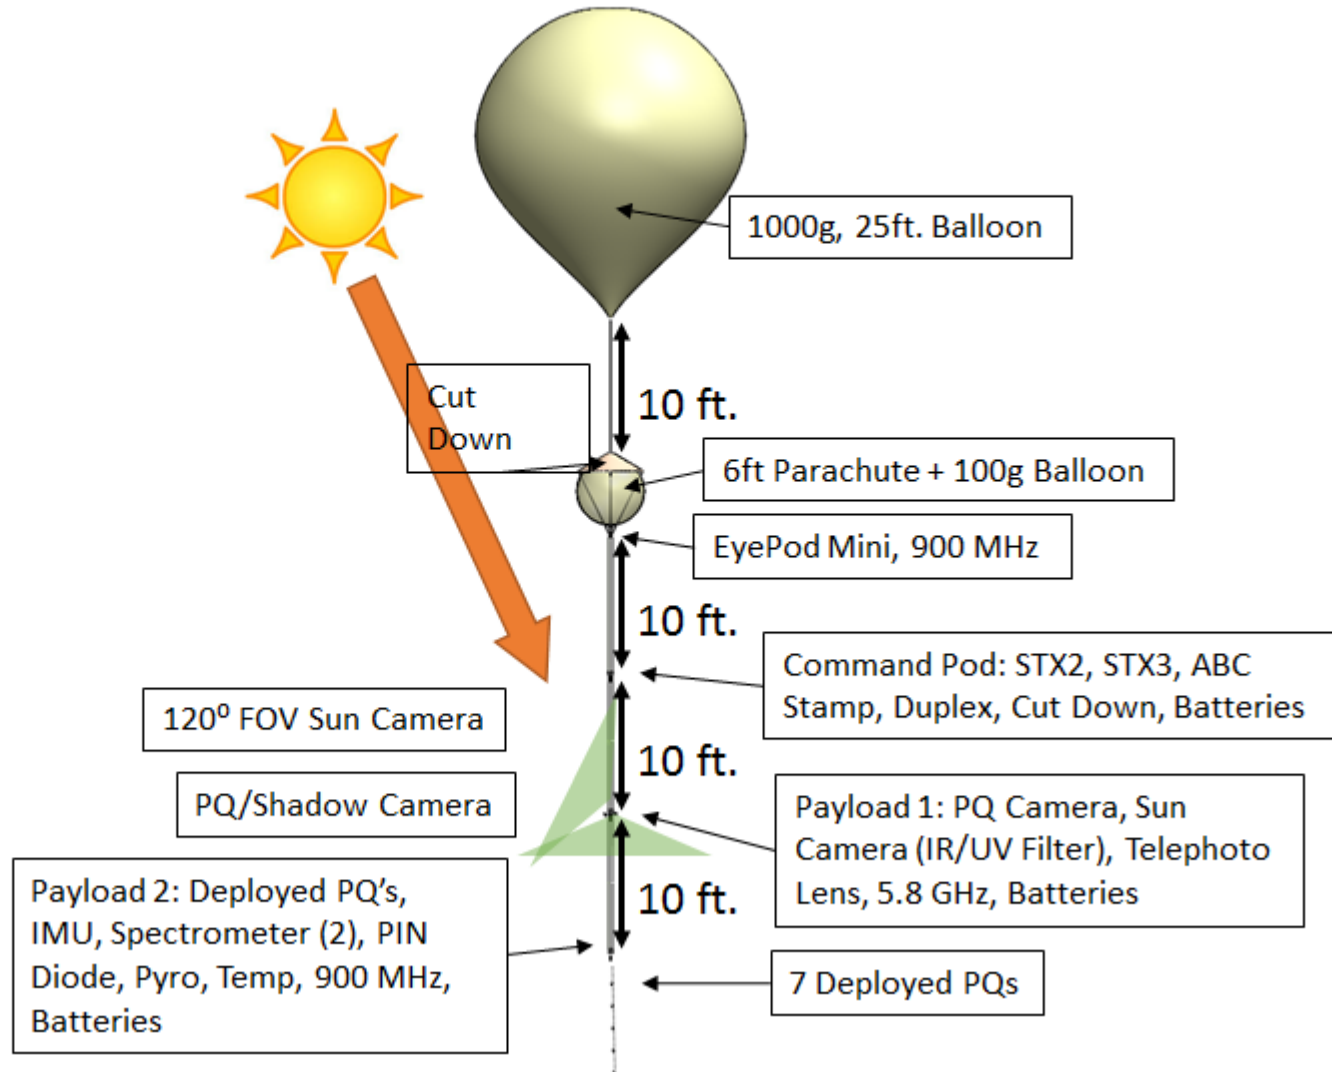 1000g, 25ft. Balloon
Cut
Down
10 ft.
6ft Parachute + 100g Balloon
EyePod Mini, 900 MHz
10 ft.
Command Pod: STX2, STX3, ABC
Stamp, Duplex, Cut Down, Batteries
120⁰ FOV Sun Camera
10 ft.
PQ/Shadow Camera
Payload 1: PQ Camera, Sun
Camera (IR/UV Filter), Telephoto
Lens, 5.8 GHz, Batteries
Payload 2: Deployed PQ’s,
IMU, Spectrometer (2), PIN
Diode, Pyro, Temp, 900 MHz,
Batteries
10 ft.
7 Deployed PQs